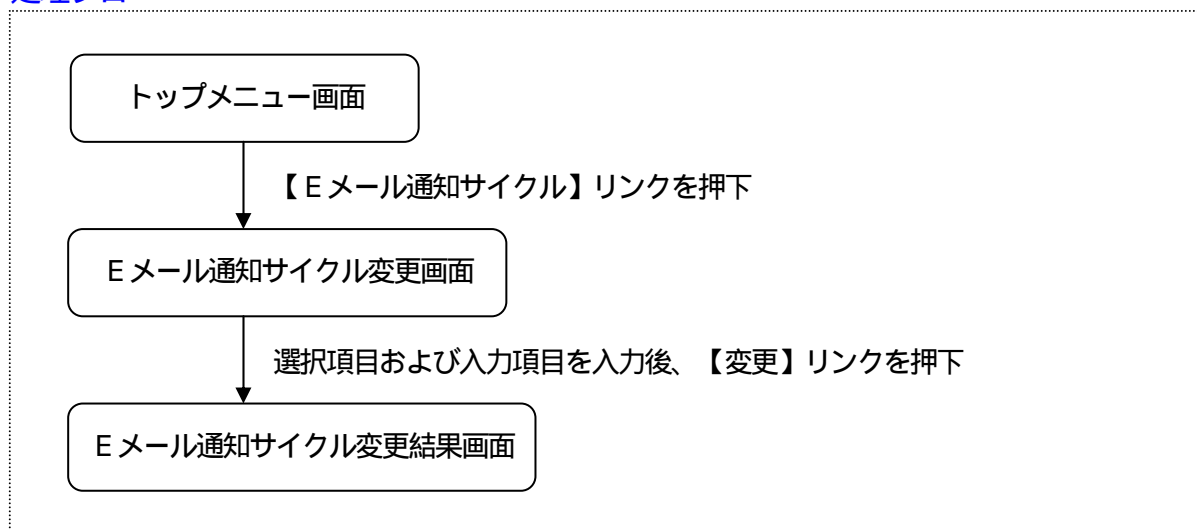 トップメニュー画面
【Eメール通知サイクル】リンクを押下
Eメール通知サイクル変更画面
選択項目および入力項目を入力後、【変更】リンクを押下
Eメール通知サイクル変更結果画面